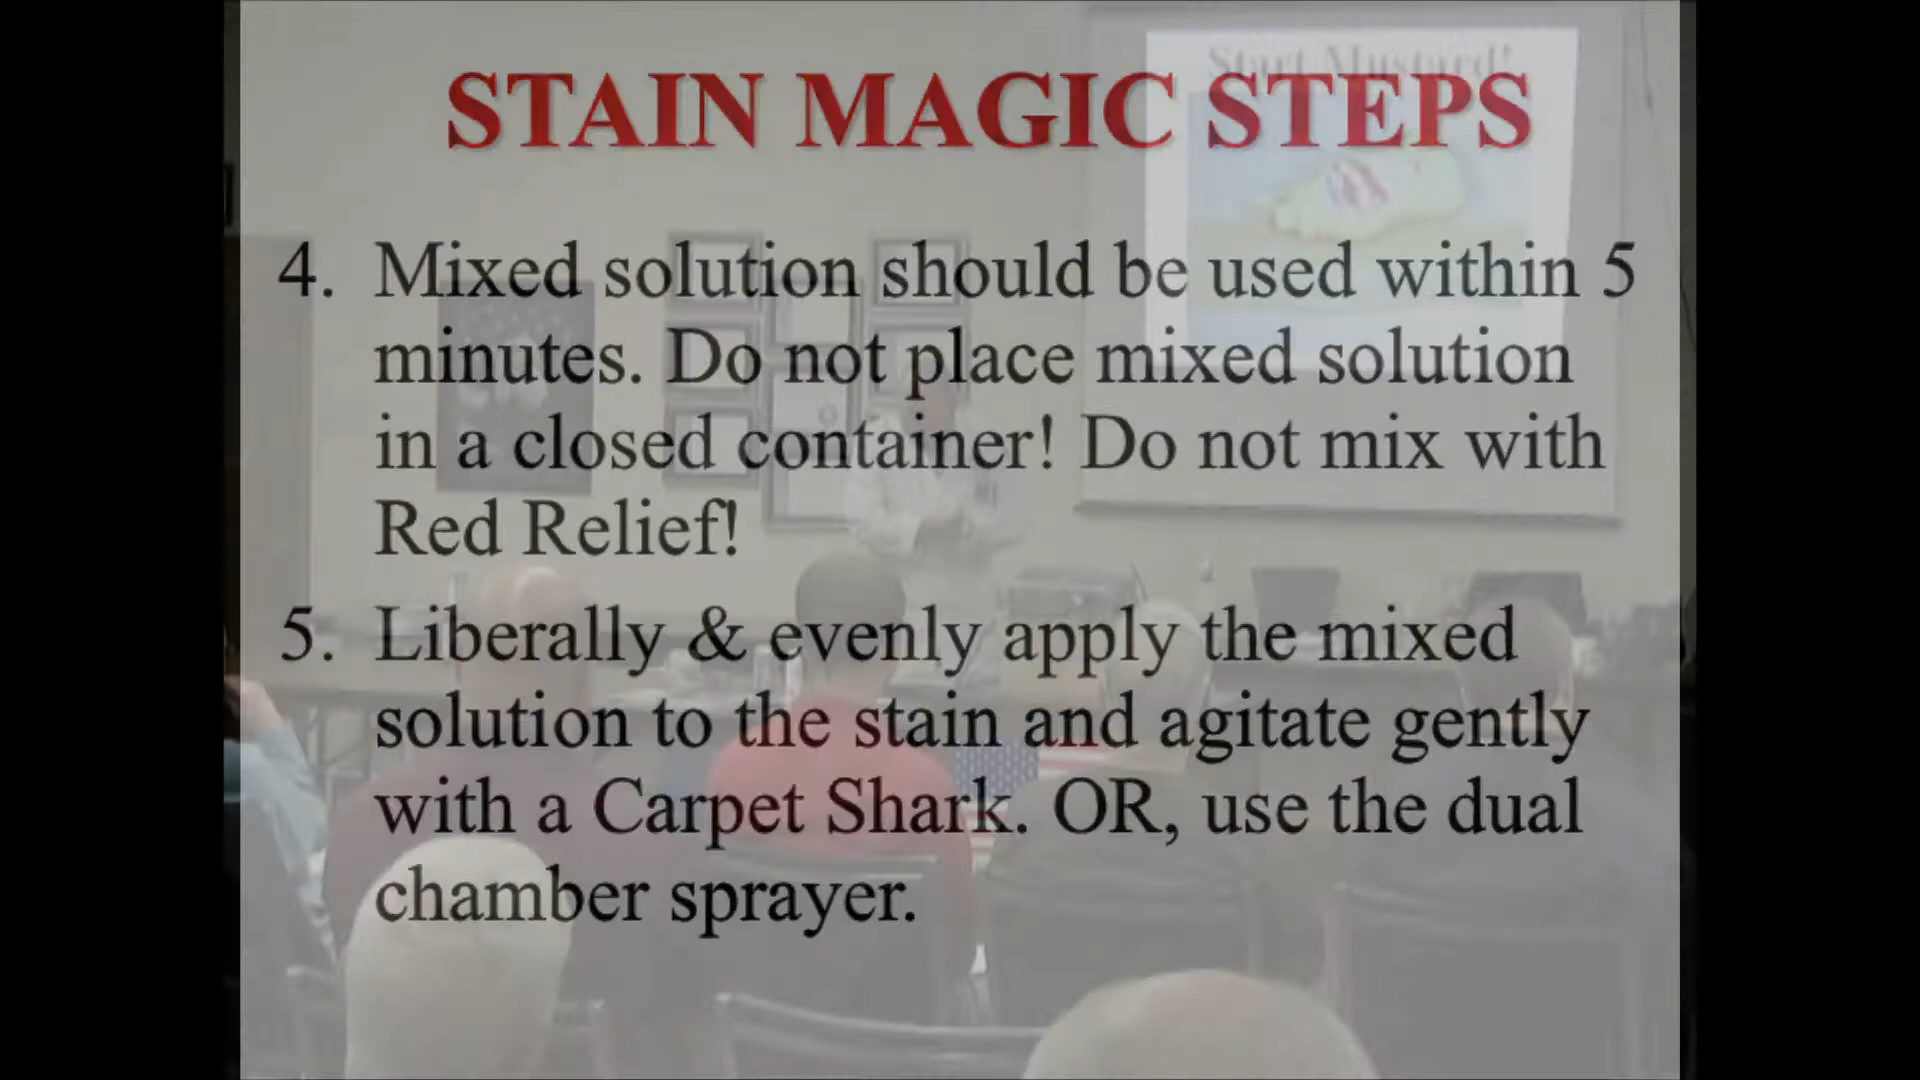 Start Mustard!
STAIN MAGIC STEPS
4. Mixed solution should be used within 5
minutes. Do not place mixed solution
in a closed container! Do not mix with
Red Relief!
5. Liberally & evenly apply the mixed
solution to the stain and agitate gently
with a Carpet Shark. OR, use the dual
chamber sprayer.